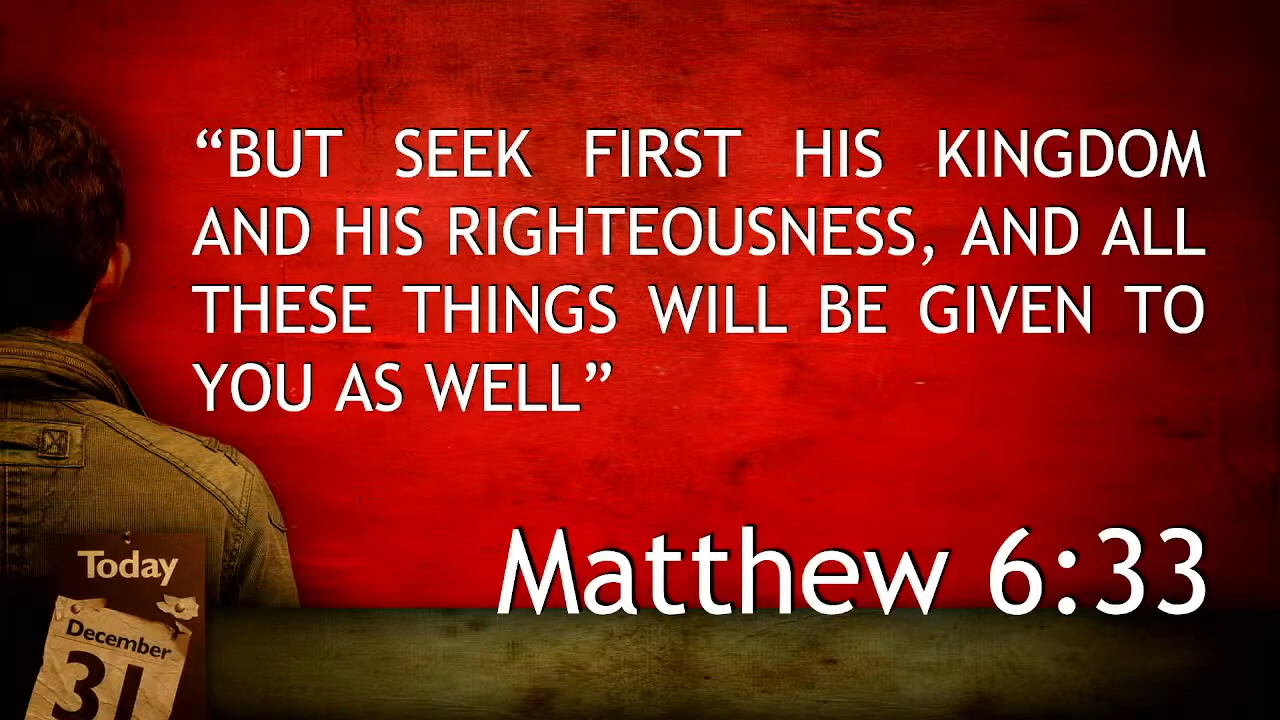 “BUT SEEK FIRST HIS KINGDOM
AND HIS RIGHTEOUSNESS, AND ALL
THESE THINGS WILL BE GIVEN TO
YOU AS WELL”
Matthew 6:33
Today
December
31